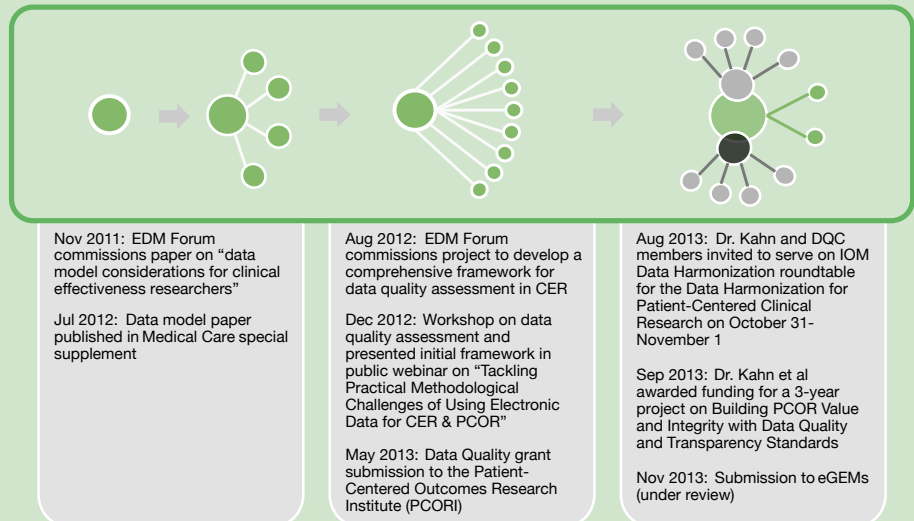 Nov 2011: EDM Forum
commissions paper on “data
model considerations for clinical
effectiveness researchers”
Jul 2012: Data model paper
published in Medical Care special
supplement
Aug 2012: EDM Forum
commissions project to develop a
comprehensive framework for
data quality assessment in CER
Dec 2012: Workshop on data
quality assessment and
presented initial framework in
public webinar on “Tackling
Practical Methodological
Challenges of Using Electronic
Data for CER & PCOR”
May 2013: Data Quality grant
submission to the Patient-
Centered Outcomes Research
Institute (PCORI)
Aug 2013: Dr. Kahn and DQC
members invited to serve on IOM
Data Harmonization roundtable
for the Data Harmonization for
Patient-Centered Clinical
Research on October 31-
November 1
Sep 2013: Dr. Kahn et al
awarded funding for a 3-year
project on Building PCOR Value
and Integrity with Data Quality
and Transparency Standards
Nov 2013: Submission to eGEMs
(under review)